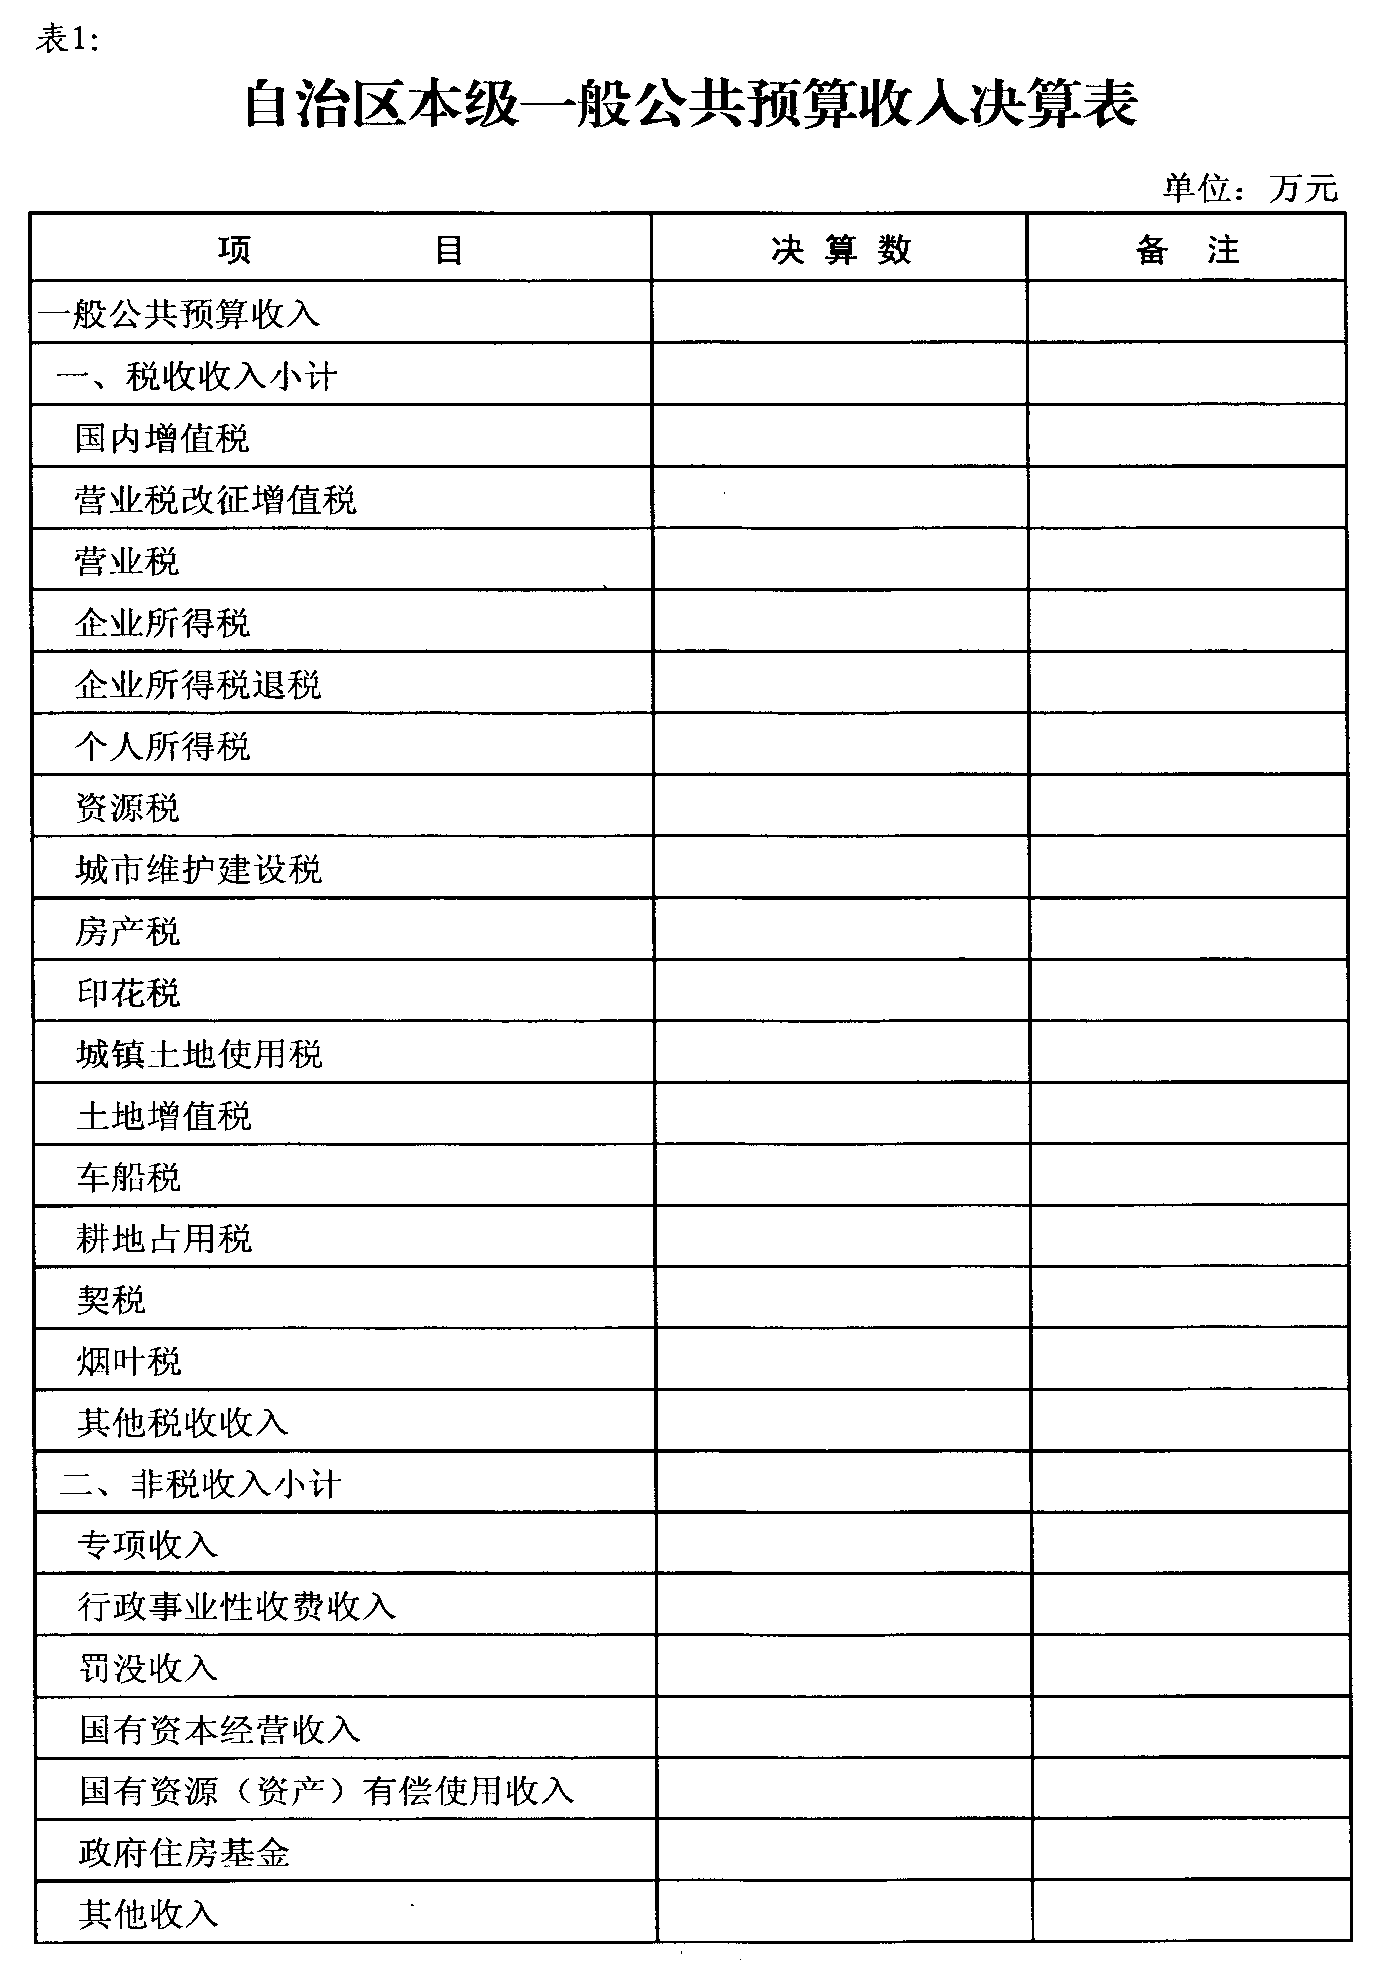 表1:
自治区本级一般公共预算收入决算表
单位：万元
项 目 决 算 数 备 注
一般公共预算收入
一、税收收入小计
国内增值税
营业税改征增值税
营业税
企业所得税
企业所得税退税
个人所得税
资源税
城市维护建设税
房产税
印花税
城镇土地使用税
土地增值税
车船税
耕地占用税
契税
烟叶税
其他税收收入
二、非税收入小计
专项收入
行政事业性收费收入
罚没收入
国有资本经营收入
国有资源（资产）有偿使用收入
政府住房基金
其他收入